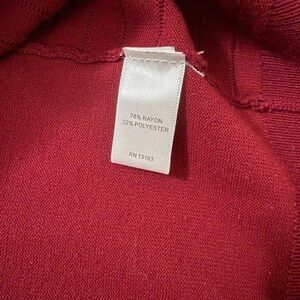 78% RAYON
22% POLYESTER
RN 73163